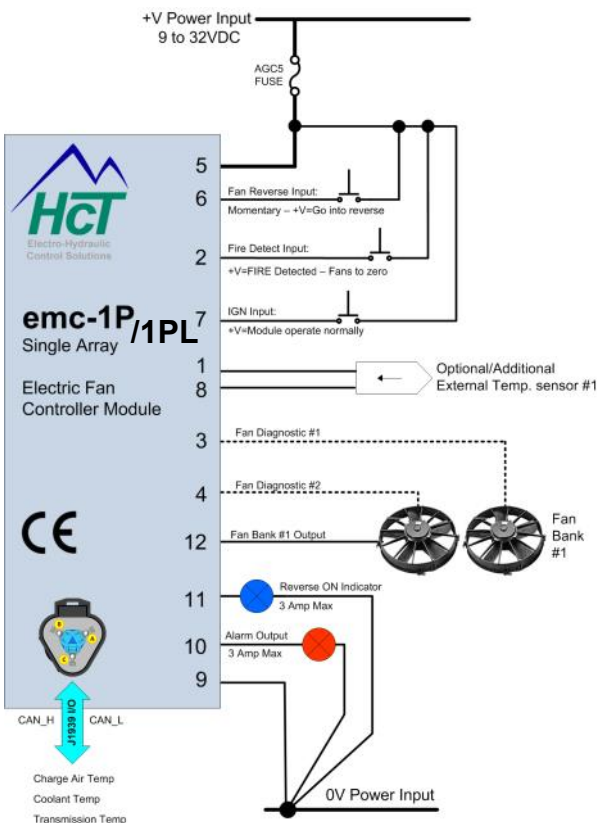 +V Power Input
9 to 32VDC
AGC5
FUSE
HcT
Electro-Hydraulic
Control Solutions
5
6
Fan Reverse Input:
Momentary – +V=Go into reverse
2
Fire Detect Input:
+V=FIRE Detected – Fans to zero
emc-1P/1PL
Single Array
7
IGN Input:
+V=Module operate normally
Electric Fan
Controller Module
1
8
Optional/Additional
External Temp. sensor #1
3
Fan Diagnostic #1
4
Fan Diagnostic #2
CE
12
Fan Bank #1 Output
Fan
Bank
#1
11
Reverse ON Indicator
3 Amp Max
10
Alarm Output
3 Amp Max
9
B
A
C
CAN_H
J1939 I/O
CAN_L
0V Power Input
Charge Air Temp
Coolant Temp
Transmission Temp